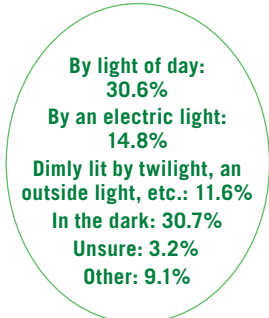 By light of day:
30.6%
By an electric light:
14.8%
Dimly lit by twilight, an
outside light, etc.: 11.6%
In the dark: 30.7%
Unsure: 3.2%
Other: 9.1%